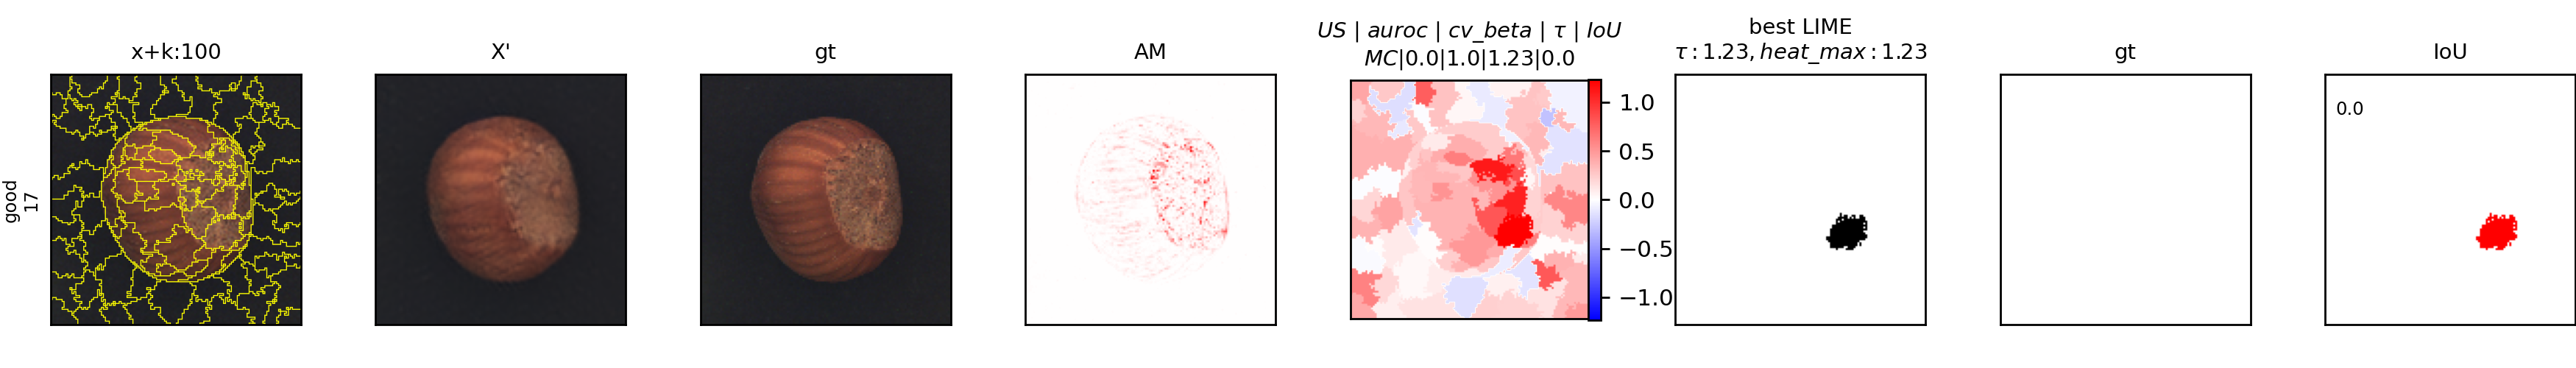 good
17
x+k:100
X'
gt
AM
US | auroc | cv_beta | τ | IoU
MC|0.0|1.0|1.23|0.0
1.0
0.5
0.0
−0.5
−1.0
best LIME
τ : 1.23, heat_max : 1.23
gt
IoU
0.0